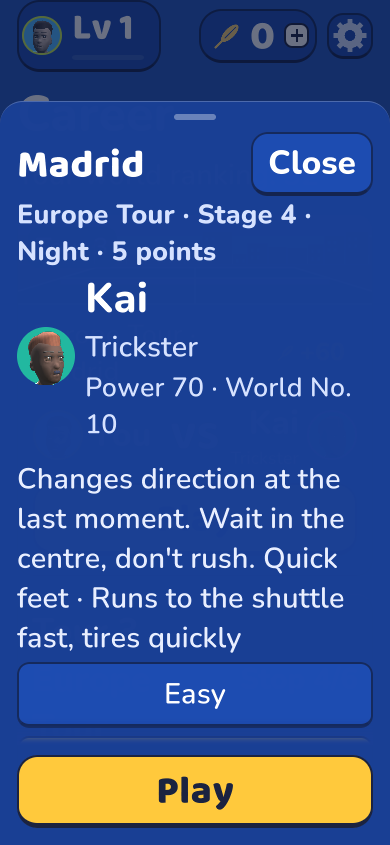 Lv 1
0
Career
Madrid
Close
Europe Tour · Stage 4 ·
Night · 5 points
Kai
Trickster
Power 70 · World No.
10
Changes direction at the
last moment. Wait in the
centre, don't rush. Quick
feet · Runs to the shuttle
fast, tires quickly
Easy
Play